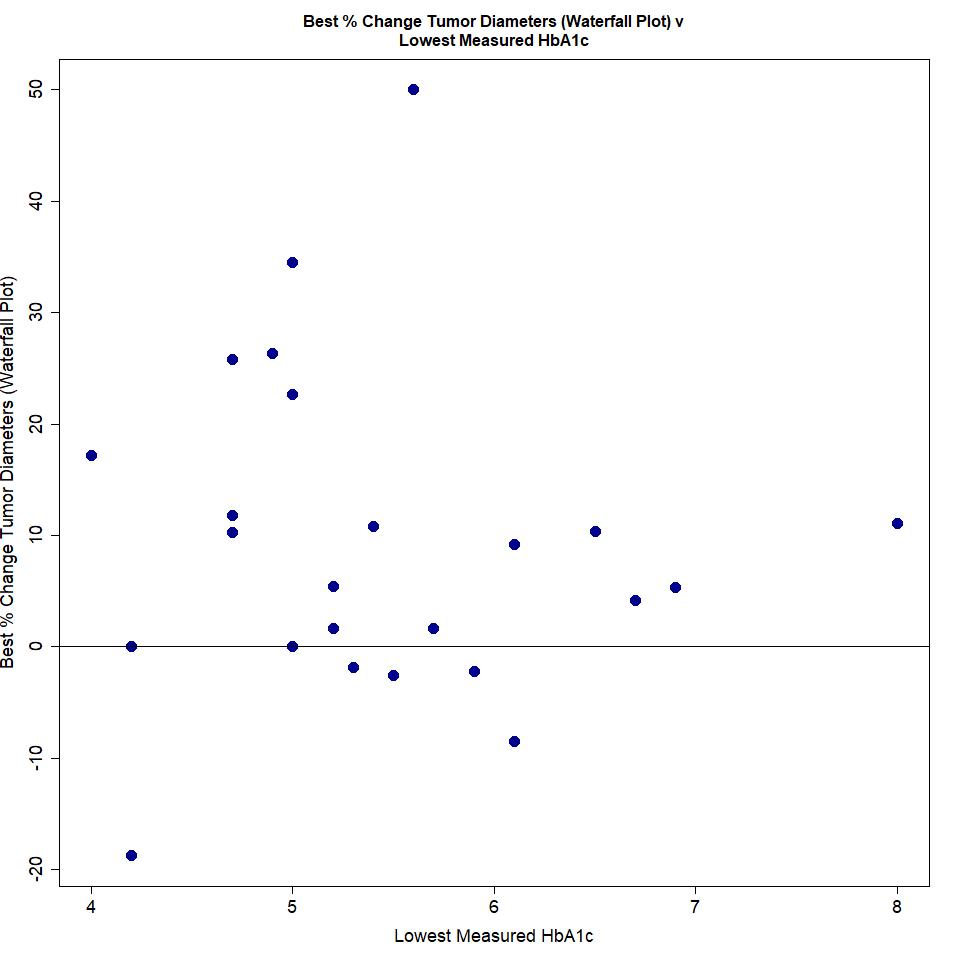 Best % Change Tumor Diameters (Waterfall Plot) v
Lowest Measured HbA1c
Best % Change Tumor Diameters (Waterfall Plot)
50
40
30
20
10
0
-10
-20
4 5 6 7 8
Lowest Measured HbA1c